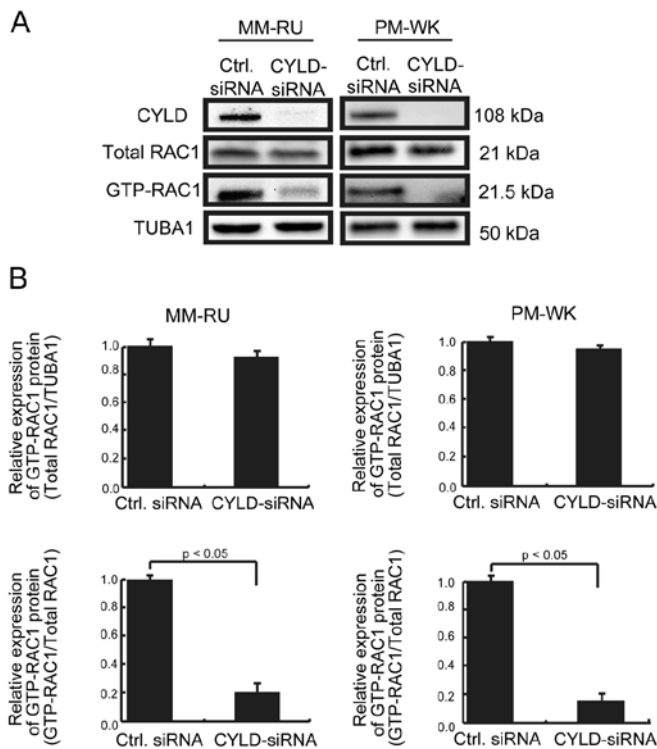 A
MM-RU PM-WK
Ctrl. siRNA CYLD-siRNA Ctrl. siRNA CYLD-siRNA
CYLD 108 kDa
Total RAC1 21 kDa
GTP-RAC1 21.5 kDa
TUBA1 50 kDa
B
MM-RU
Relative expression
of GTP-RAC1 protein
(Total RAC1/TUBA1)
1.0
1.0
0.8
0.6
0.4
0.2
0.0
Ctrl. siRNA CYLD-siRNA
PM-WK
Relative expression
of GTP-RAC1 protein
(Total RAC1/TUBA1)
1.0
1.0
0.8
0.6
0.4
0.2
0
Ctrl. siRNA CYLD-siRNA
Relative expression
of GTP-RAC1 protein
(GTP-RAC1/Total RAC1)
p < 0.05
1.0
0.8
0.6
0.4
0.2
0.0
Ctrl. siRNA CYLD-siRNA
Relative expression
of GTP-RAC1 protein
(GTP-RAC1/Total RAC1)
p < 0.05
1.0
0.8
0.6
0.4
0.2
0
Ctrl. siRNA CYLD-siRNA